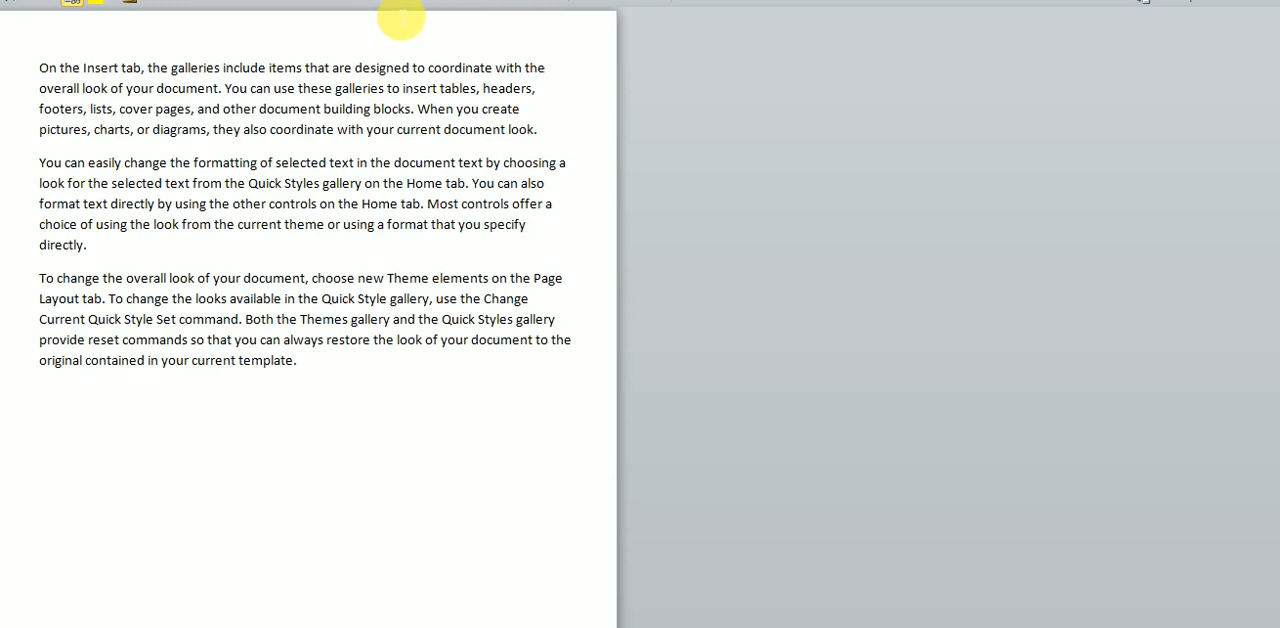 On the Insert tab, the galleries include items that are designed to coordinate with the
overall look of your document. You can use these galleries to insert tables, headers,
footers, lists, cover pages, and other document building blocks. When you create
pictures, charts, or diagrams, they also coordinate with your current document look.
You can easily change the formatting of selected text in the document text by choosing a
look for the selected text from the Quick Styles gallery on the Home tab. You can also
format text directly by using the other controls on the Home tab. Most controls offer a
choice of using the look from the current theme or using a format that you specify
directly.
To change the overall look of your document, choose new Theme elements on the Page
Layout tab. To change the looks available in the Quick Style gallery, use the Change
Current Quick Style Set command. Both the Themes gallery and the Quick Styles gallery
provide reset commands so that you can always restore the look of your document to the
original contained in your current template.